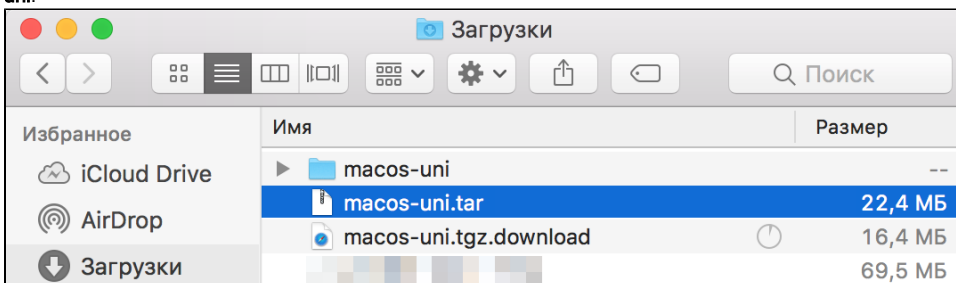 uni.
Загрузки
Поиск
Избранное
Имя
Размер
iCloud Drive
macos-uni
--
macos-uni.tar
22,4 МБ
AirDrop
macos-uni.tgz.download
16,4 МБ
Загрузки
69,5 МБ